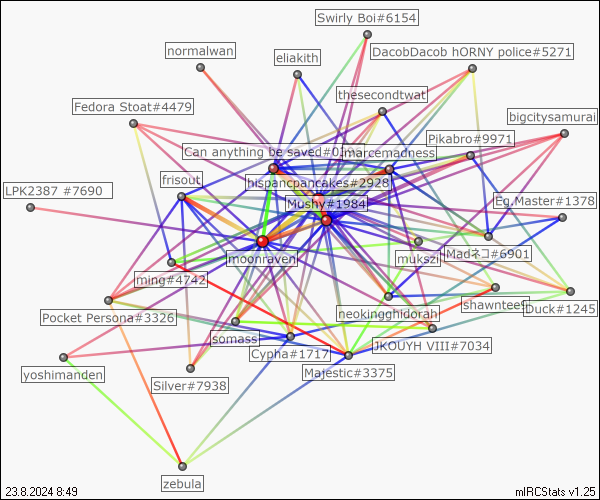 Swirly Boi#6154
normalwan
eliakith
DacobDacob hORNY police#5271
thesecondtwat
Fedora Stoat#4479
bigcitysamurai
Pikabro#9971
Can anything be saved#0
marcemadness
frisout
hispancpancakes#2928
LPK2387 #7690
Mushy#1984
Eg.Master#1378
moonraven
mukszi
Madネコ#6901
ming#4742
neokingghidorah
shawntees
Duck#1245
Pocket Persona#3326
somass
JKOUYH VIII#7034
Cypha#1717
yoshimanden
Silver#7938
Majestic#3375
zebula
23.8.2024 8:49
mIRCStats v1.25